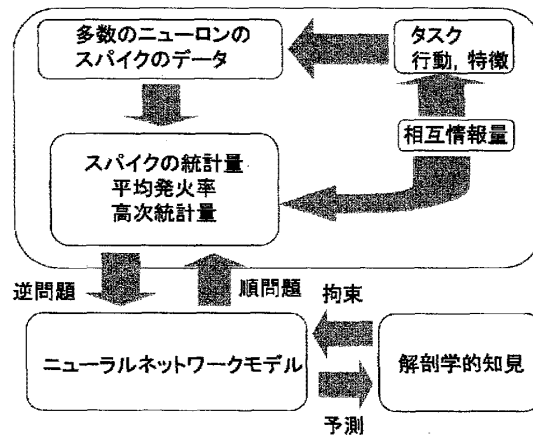 多数のニューロンの
スパイクのデータ
タスク
行動, 特徴
相互情報量
スパイクの統計量
平均発火率
高次統計量
逆問題
順問題
拘束
ニューラルネットワークモデル
解剖学的知見
予測